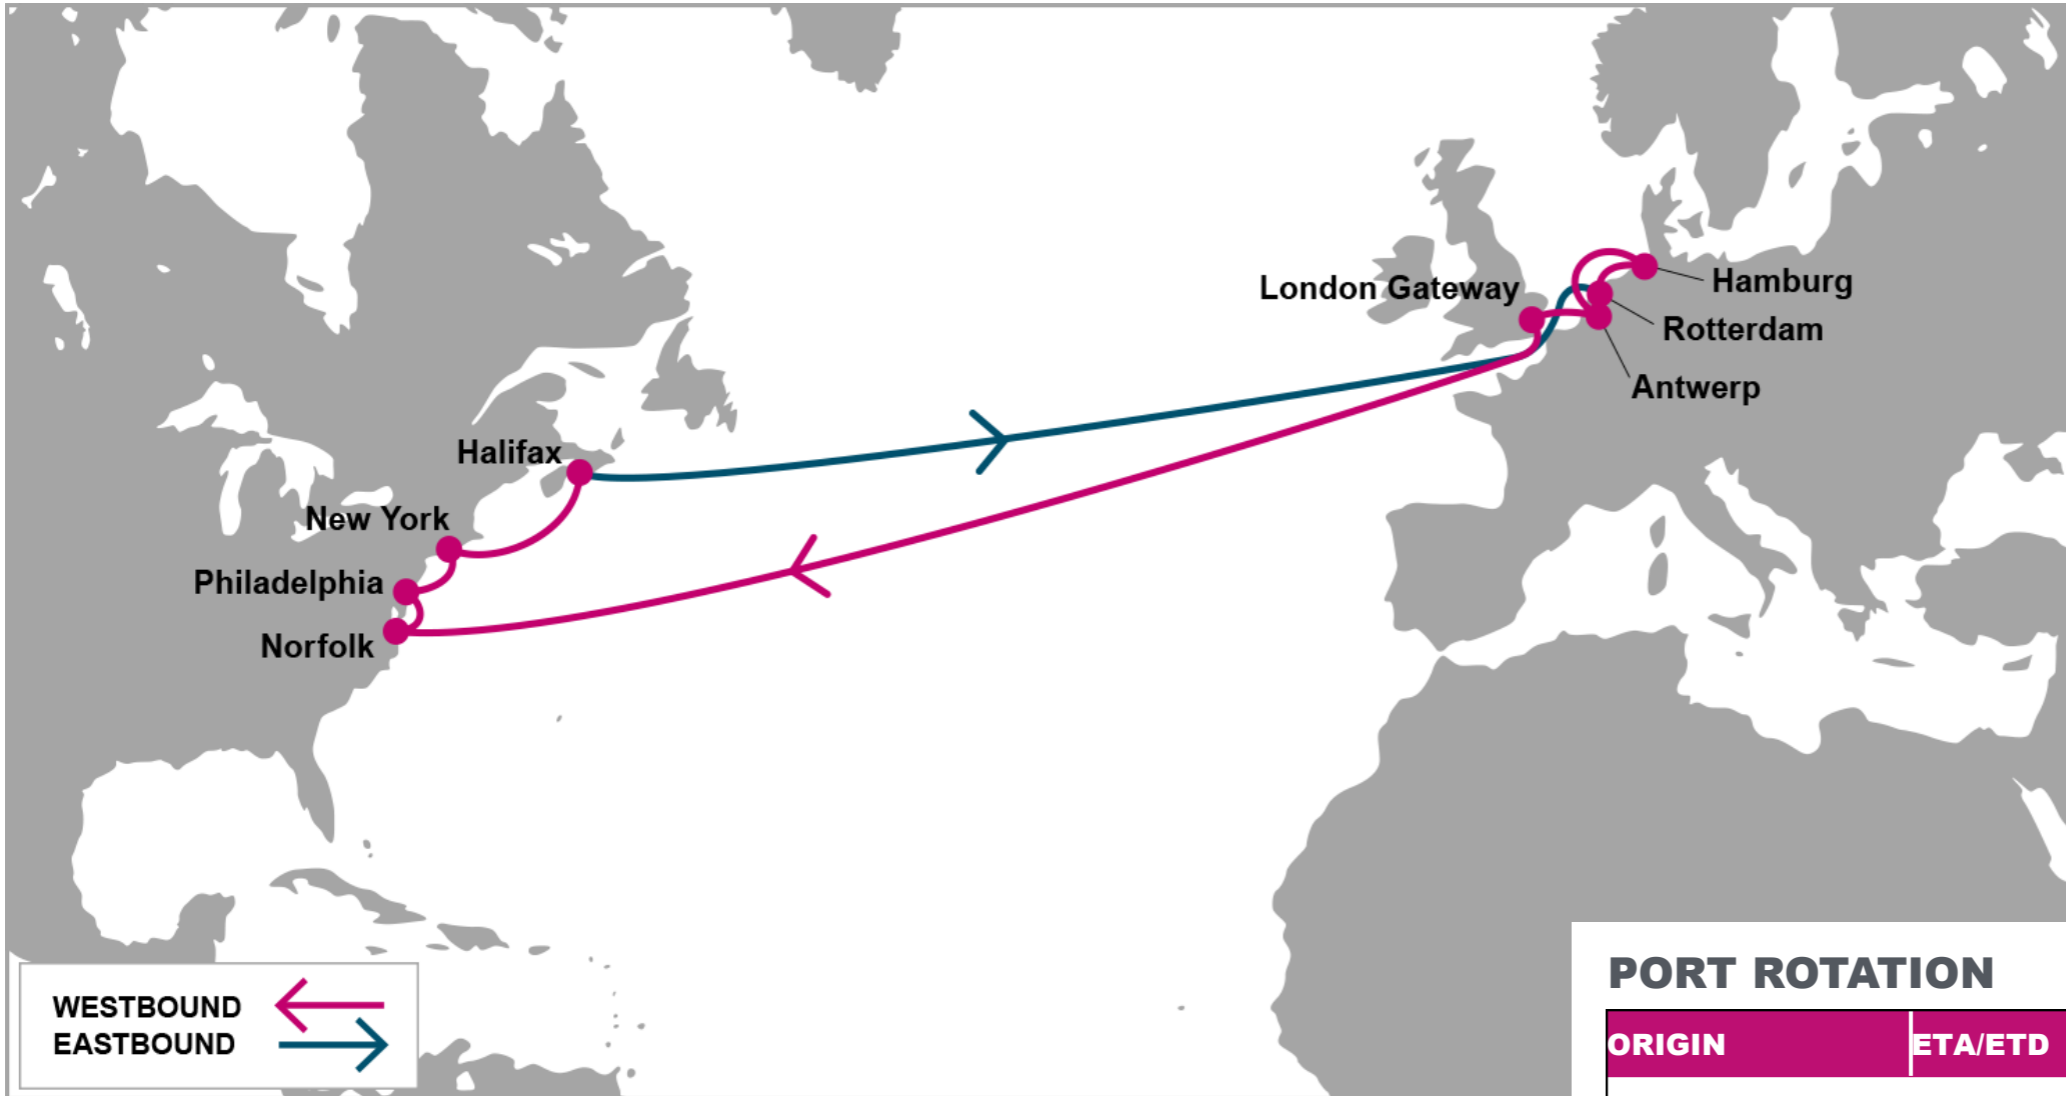 London Gateway
Hamburg
Rotterdam
Antwerp
Halifax
New York
Philadelphia
Norfolk
WESTBOUND
EASTBOUND
PORT ROTATION
ORIGIN ETA/ETD